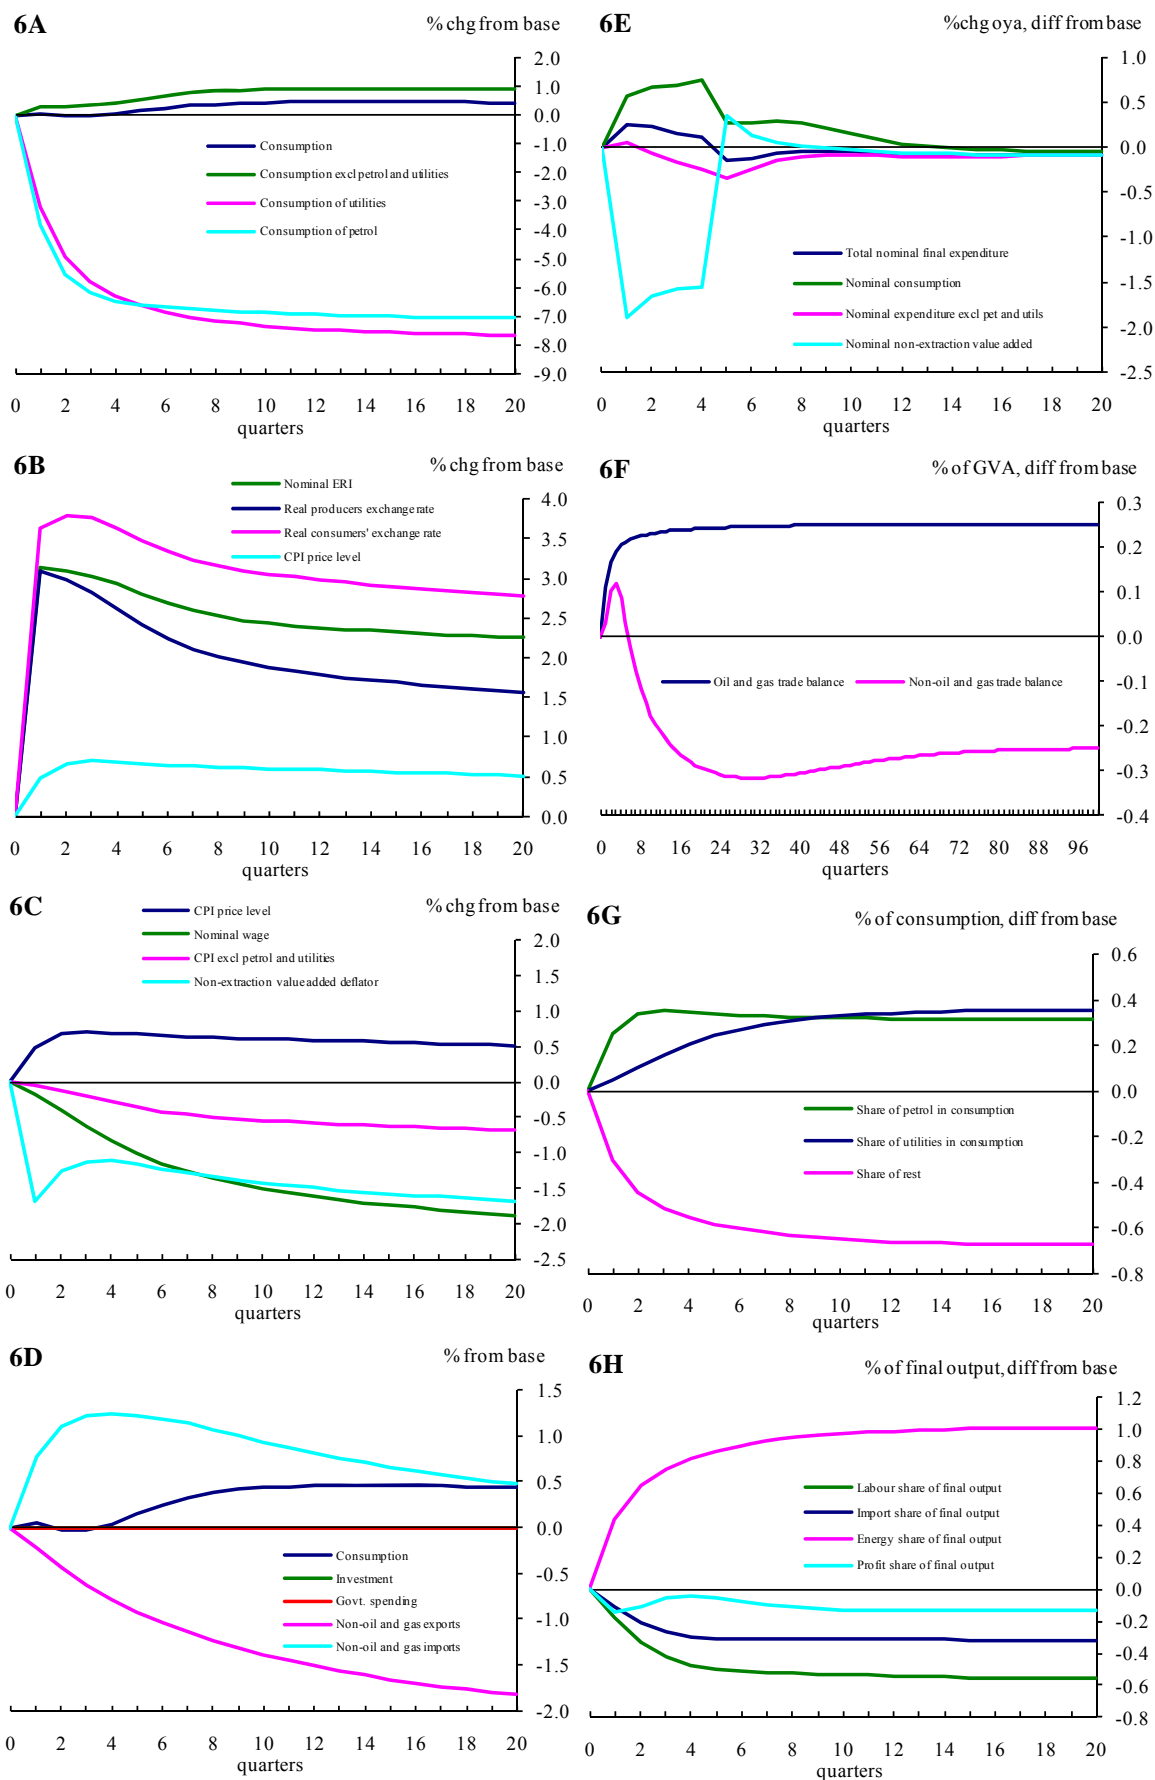 6A
% chg from base
2.0
1.0
0.0
-1.0
-2.0
-3.0
-4.0
-5.0
-6.0
-7.0
-8.0
-9.0
Consumption
Consumption excl petrol and utilities
Consumption of utilities
Consumption of petrol
0 2 4 6 8 10 12 14 16 18 20
quarters
6E
%chg oya, diff from base
1.0
0.5
0.0
-0.5
-1.0
-1.5
-2.0
-2.5
Total nominal final expenditure
Nominal consumption
Nominal expenditure excl pet and utils
Nominal non-extraction value added
0 2 4 6 8 10 12 14 16 18 20
quarters
6B
% chg from base
Nominal ERI
Real producers exchange rate
Real consumers' exchange rate
CPI price level
4.0
3.5
3.0
2.5
2.0
1.5
1.0
0.5
0.0
0 2 4 6 8 10 12 14 16 18 20
quarters
6F
% of GVA, diff from base
0.3
0.2
0.1
0.0
-0.1
-0.2
-0.3
-0.4
Oil and gas trade balance
Non-oil and gas trade balance
0 8 16 24 32 40 48 56 64 72 80 88 96
quarters
6C
% chg from base
CPI price level
Nominal wage
CPI excl petrol and utilities
Non-extraction value added deflator
2.0
1.5
1.0
0.5
0.0
-0.5
-1.0
-1.5
-2.0
-2.5
0 2 4 6 8 10 12 14 16 18 20
quarters
6G
% of consumption, diff from base
0.6
0.4
0.2
0.0
-0.2
-0.4
-0.6
-0.8
Share of petrol in consumption
Share of utilities in consumption
Share of rest
0 2 4 6 8 10 12 14 16 18 20
quarters
6D
% from base
1.5
1.0
0.5
0.0
-0.5
-1.0
-1.5
-2.0
Consumption
Investment
Govt. spending
Non-oil and gas exports
Non-oil and gas imports
0 2 4 6 8 10 12 14 16 18 20
quarters
6H
% of final output, diff from base
1.2
1.0
0.8
0.6
0.4
0.2
0.0
-0.2
-0.4
-0.6
-0.8
Labour share of final output
Import share of final output
Energy share of final output
Profit share of final output
0 2 4 6 8 10 12 14 16 18 20
quarters